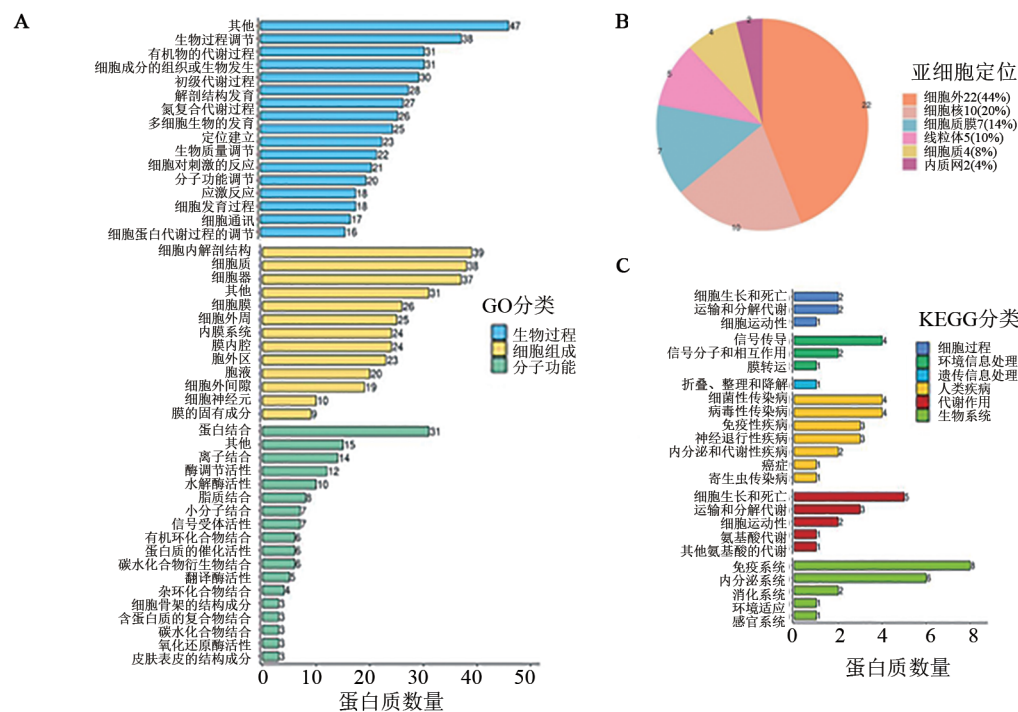 A
其他 47
生物过程调节 38
有机物的代谢过程 31
细胞成分的组织或生物发生 31
初级代谢过程 30
解剖结构发育 28
氮复合代谢过程 27
多细胞生物的发育 26
25
定位建立 23
生物质量调节 22
细胞对刺激的反应 21
分子功能调节 20
应激反应 18
细胞发育过程 18
细胞通讯 17
细胞蛋白代谢过程的调节 16
细胞内解剖结构 39
细胞质 38
细胞器 37
其他 31
细胞膜 26
细胞外周 25
内膜系统 24
膜内腔 24
胞外区 23
胞液 20
细胞外间隙 19
细胞神经元 10
膜的固有成分 9
蛋白结合 31
其他 15
离子结合 14
酶调节活性 12
水解酶活性 10
脂质结合 8
小分子结合 7
信号受体活性 7
有机环化合物结合 6
蛋白质的催化活性 6
碳水化合物衍生物结合 6
翻译酶活性 5
杂环化合物结合 4
细胞骨架的结构成分 3
含蛋白质的复合物结合 3
碳水化合物结合 3
氧化还原酶活性 3
皮肤表皮的结构成分 3
0 10 20 30 40 50
蛋白质数量
GO分类
生物过程
细胞组成
分子功能
B
2
4
5
7
10
22
亚细胞定位
细胞外22(44%)
细胞核10(20%)
细胞质膜7(14%)
线粒体5(10%)
细胞质4(8%)
内质网2(4%)
C
细胞生长和死亡 2
运输和分解代谢 2
细胞运动性 1
信号传导 4
信号分子和相互作用 2
膜转运 1
折叠、整理和降解 1
细菌性传染病 4
病毒性传染病 4
免疫性疾病 3
神经退行性疾病 3
内分泌和代谢性疾病 2
癌症 1
寄生虫传染病 1
细胞生长和死亡 5
运输和分解代谢 3
细胞运动性 2
氨基酸代谢 1
其他氨基酸的代谢 1
免疫系统 8
内分泌系统 6
消化系统 2
环境适应 1
感官系统 1
0 2 4 6 8
蛋白质数量
KEGG分类
细胞过程
环境信息处理
遗传信息处理
人类疾病
代谢作用
生物系统